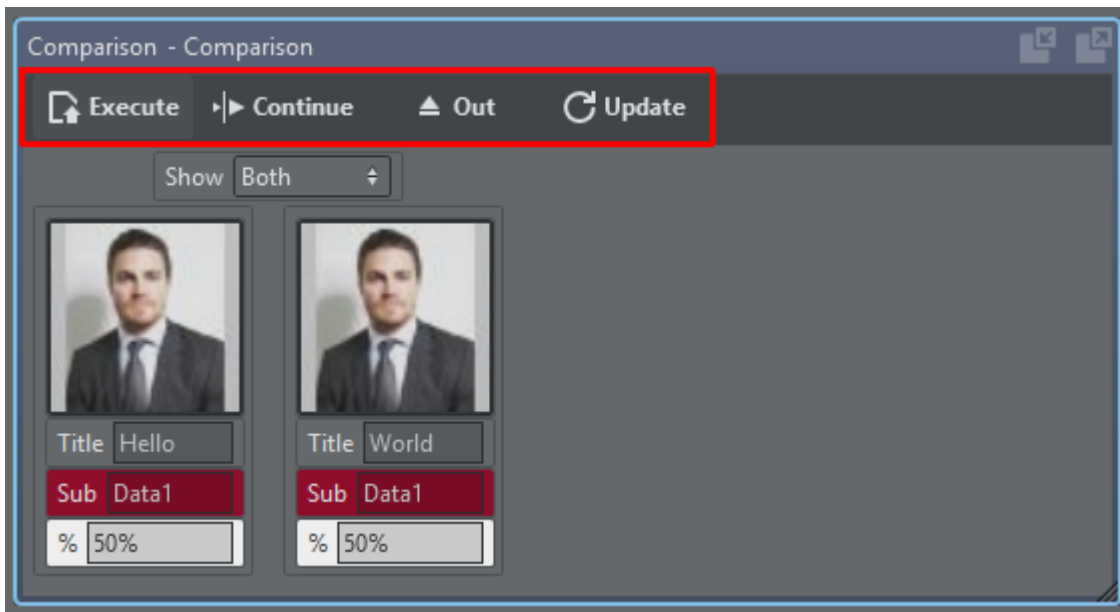 Comparison - Comparison
Execute Continue Out Update
Show Both
Title Hello Title World
Sub Data1 Sub Data1
% 50% % 50%